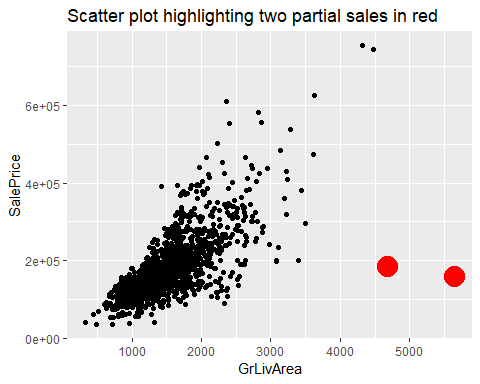 Scatter plot highlighting two partial sales in red
SalePrice
6e+05
4e+05
2e+05
0e+00
1000 2000 3000 4000 5000
GrLivArea